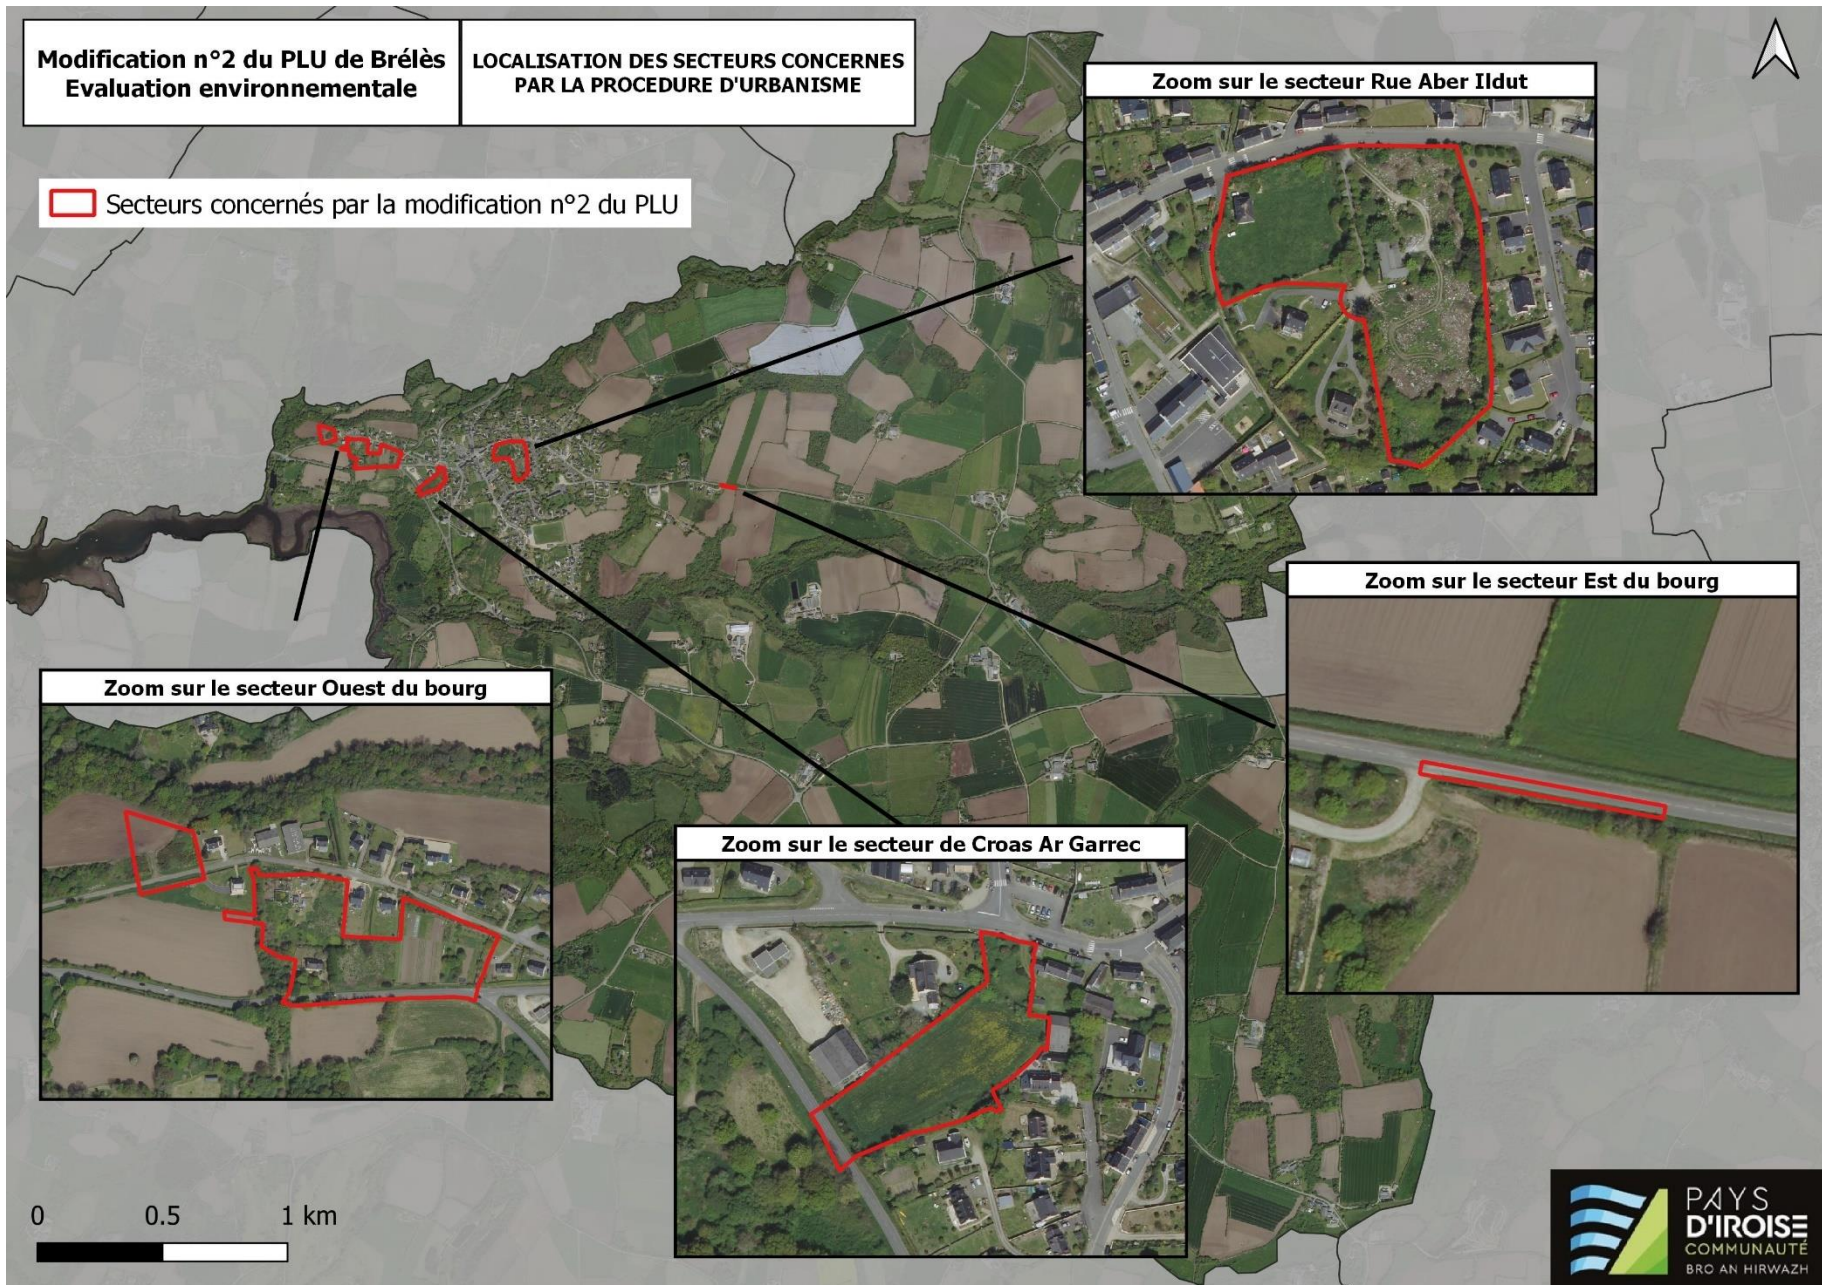 Modification n°2 du PLU de Brélès
Evaluation environnementale
LOCALISATION DES SECTEURS CONCERNES
PAR LA PROCEDURE D'URBANISME
Secteurs concernés par la modification n°2 du PLU
Zoom sur le secteur Rue Aber Ildut
Zoom sur le secteur Est du bourg
Zoom sur le secteur Ouest du bourg
Zoom sur le secteur de Croas Ar Garrec
0 0.5 1 km
PAYS
D'IROISE
COMMUNAUTÉ
BRO AN HIRWAZH